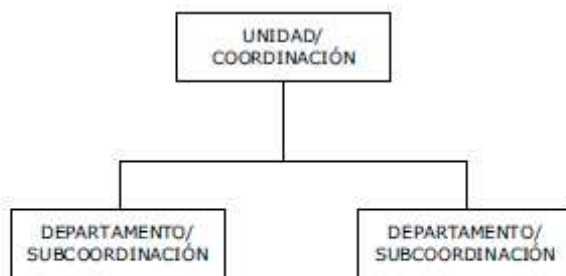 UNIDAD/
COORDINACIÓN
DEPARTAMENTO/
SUBCOORDINACIÓN
DEPARTAMENTO/
SUBCOORDINACIÓN